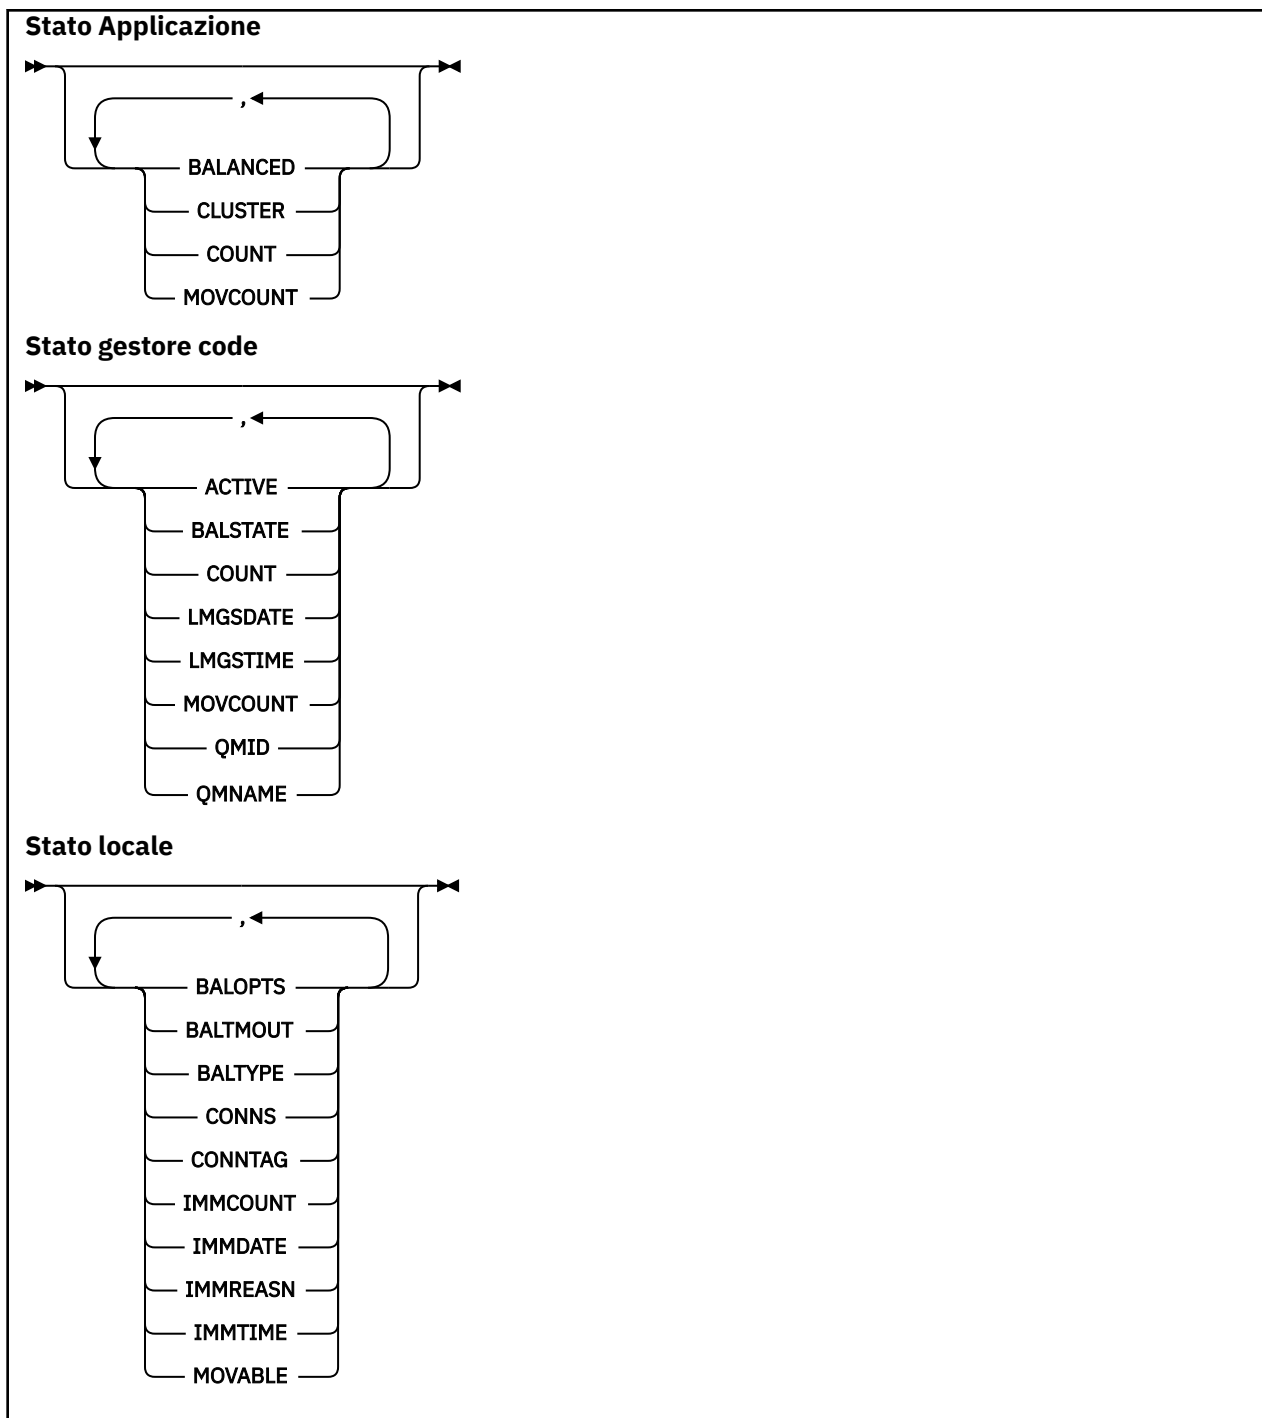 Stato Applicazione
,
BALANCED
CLUSTER
COUNT
MOVCOUNT
Stato gestore code
,
ACTIVE
BALSTATE
COUNT
LMGSDATE
LMGSTIME
MOVCOUNT
QMID
QMNAME
Stato locale
,
BALOPTS
BALTMOUT
BALTYPE
CONNS
CONNTAG
IMMCOUNT
IMMDATE
IMMREASN
IMMTIME
MOVABLE